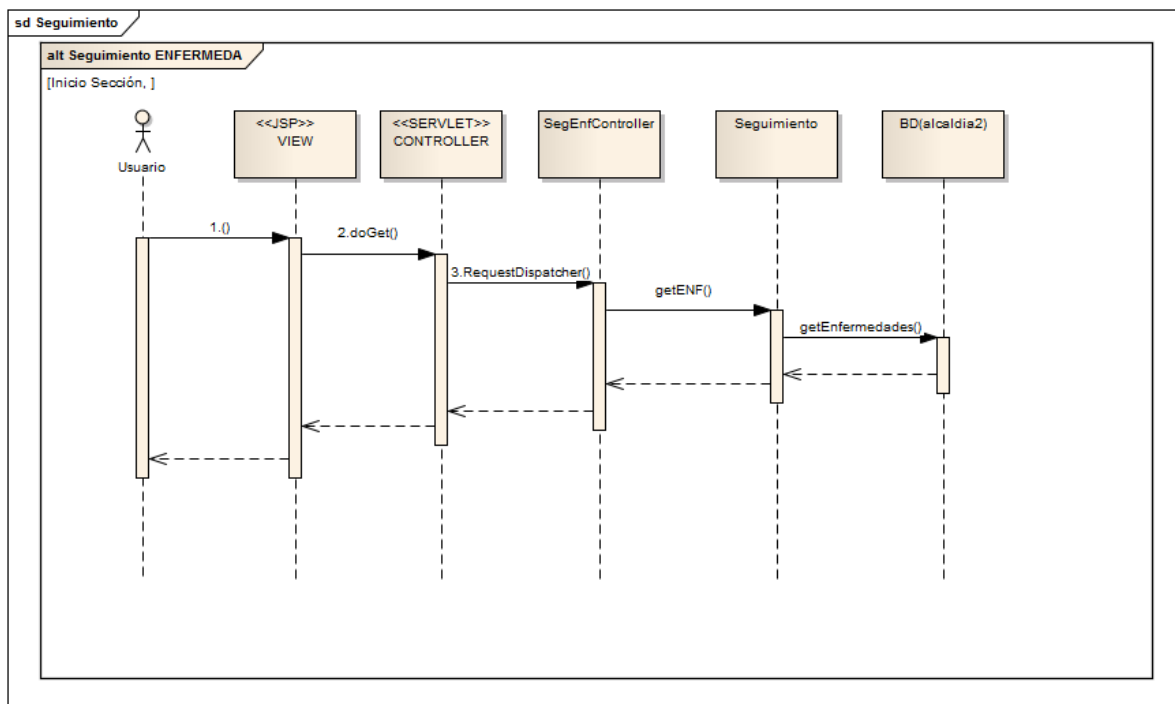 sd Seguimiento
alt Seguimiento ENFERMEDA
[Inicio Sección, ]
Usuario
<<JSP>>
VIEW
<<SERVLET>>
CONTROLLER
SegEnfController
Seguimiento
BD(alcaldia2)
1.()
2.doGet()
3.RequestDispatcher()
getENF()
getEnfermedades()